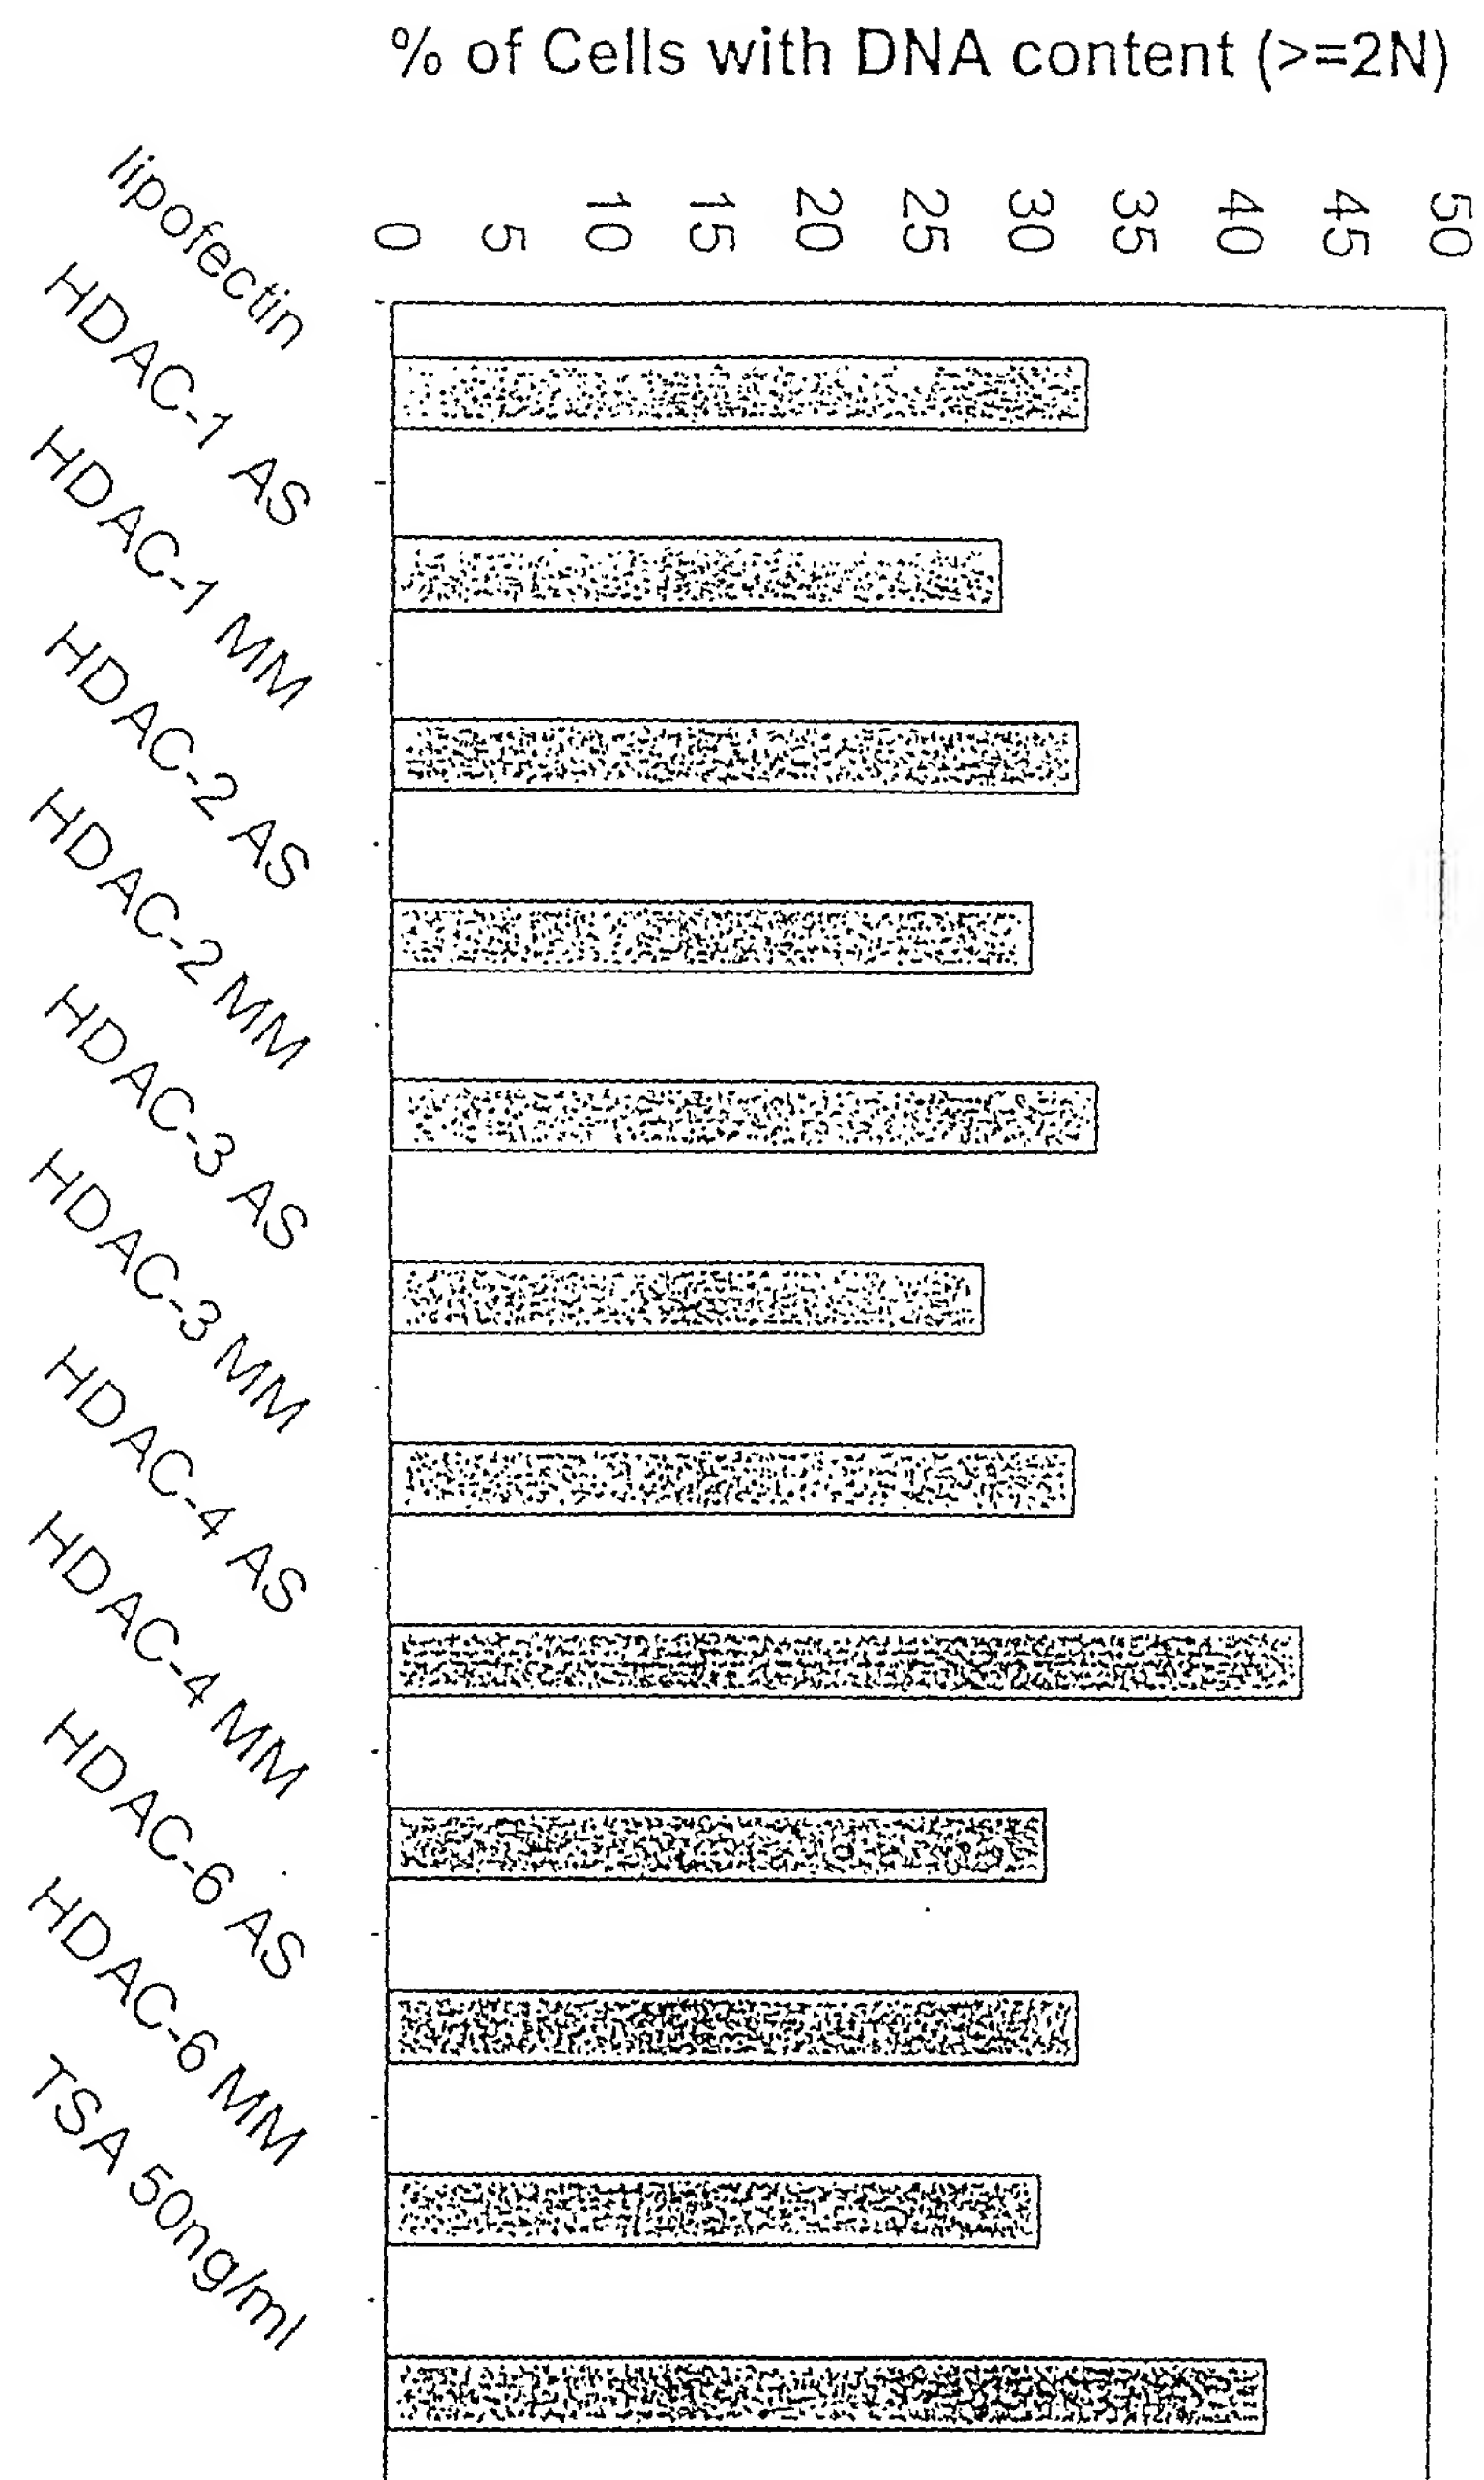 % of Cells with DNA content (>=2N)
0
5
10
15
20
25
30
35
40
45
50
lipofectin
HDAC-1 AS
HDAC-1 MM
HDAC-2 AS
HDAC-2 MM
HDAC-3 AS
HDAC-3 MM
HDAC-4 AS
HDAC-4 MM
HDAC-6 AS
HDAC-6 MM
TSA 50ng/ml